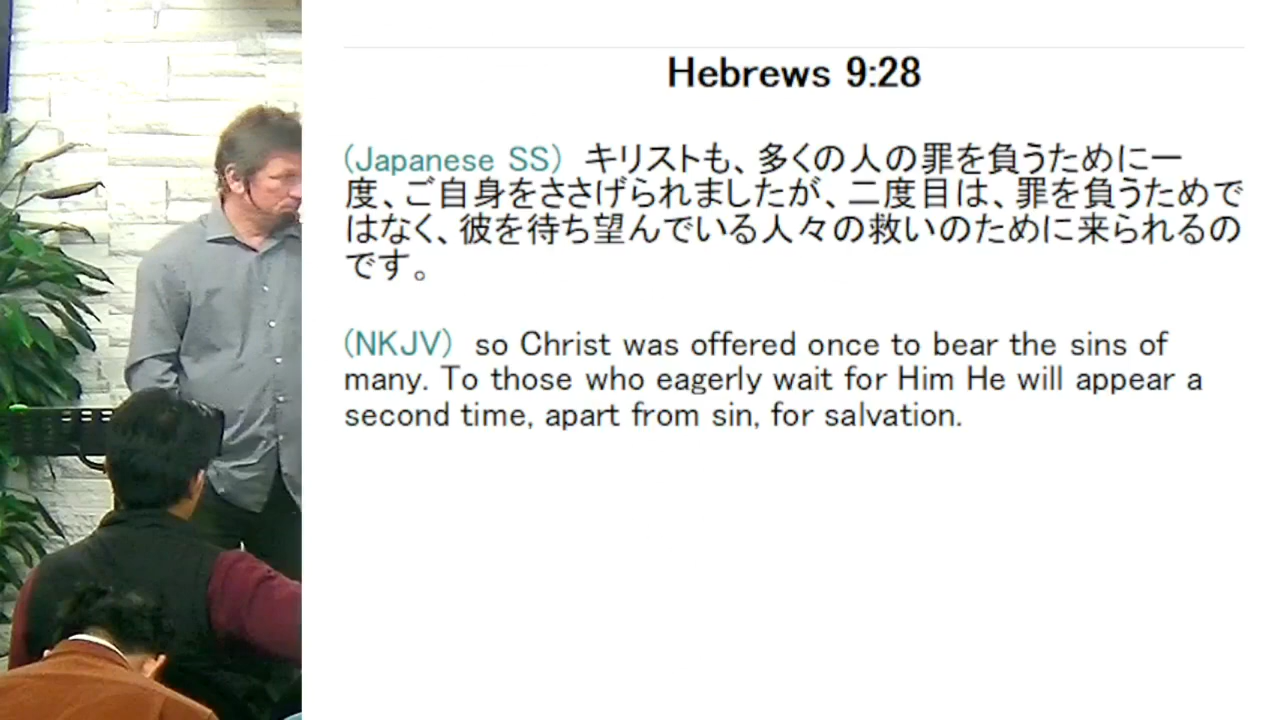 Hebrews 9:28
(Japanese SS) キリストも、多くの人の罪を負うために一
度、ご自身をささげられましたが、二度目は、罪を負うためで
はなく、彼を待ち望んでいる人々の救いのために来られるの
です。
(NKJV) so Christ was offered once to bear the sins of
many. To those who eagerly wait for Him He will appear a
second time, apart from sin, for salvation.